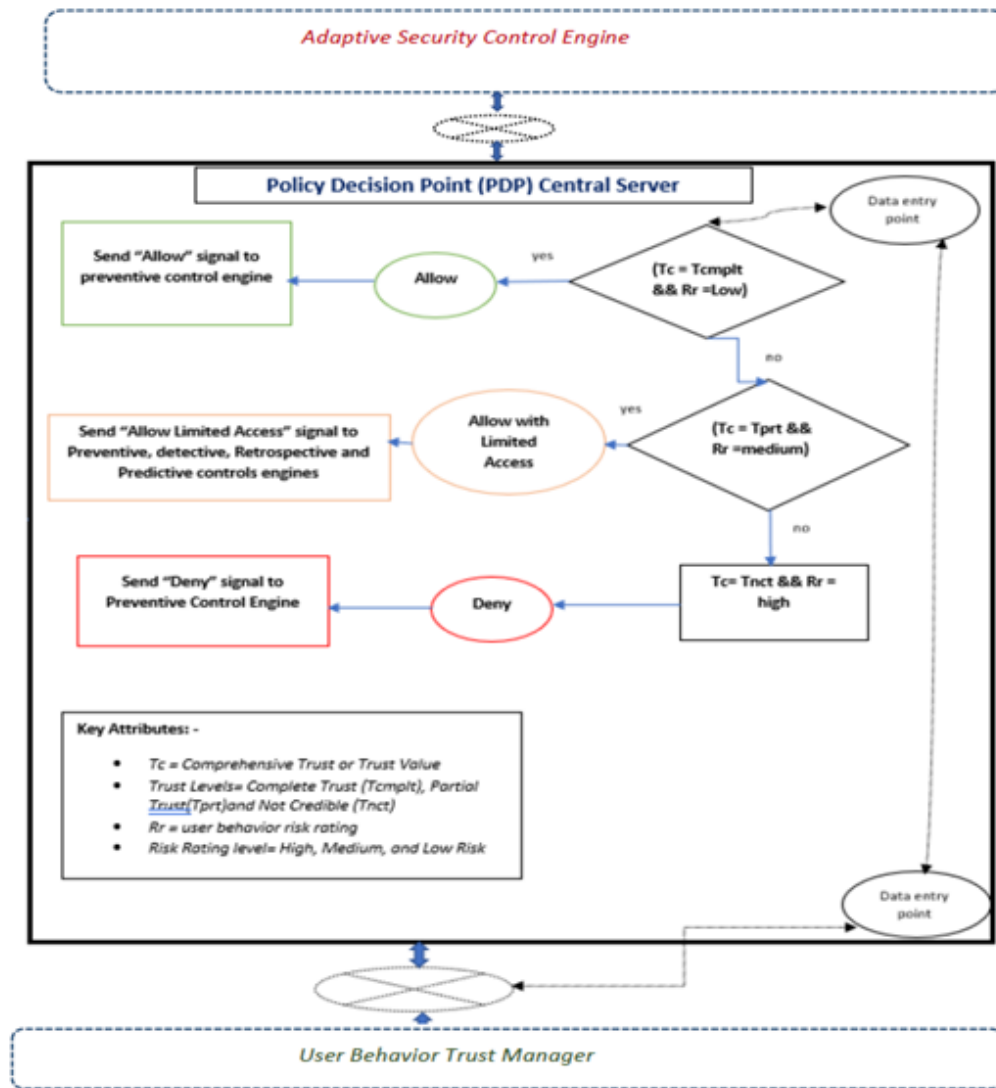 Adaptive Security Control Engine
Policy Decision Point (PDP) Central Server
Data entry
point
Send “Allow” signal to
preventive control engine
Allow
yes
(Tc = Tcmplt
&& Rr =Low)
no
Send “Allow Limited Access” signal to
Preventive, detective, Retrospective and
Predictive controls engines
Allow with
Limited
Access
yes
(Tc = Tprt &&
Rr =medium)
no
Send “Deny” signal to
Preventive Control Engine
Deny
Tc= Tnct && Rr =
high
Key Attributes: -
• Tc = Comprehensive Trust or Trust Value
• Trust Levels= Complete Trust (Tcmplt), Partial
Trust(Tprt)and Not Credible (Tnct)
• Rr = user behavior risk rating
• Risk Rating level= High, Medium, and Low Risk
Data entry
point
User Behavior Trust Manager